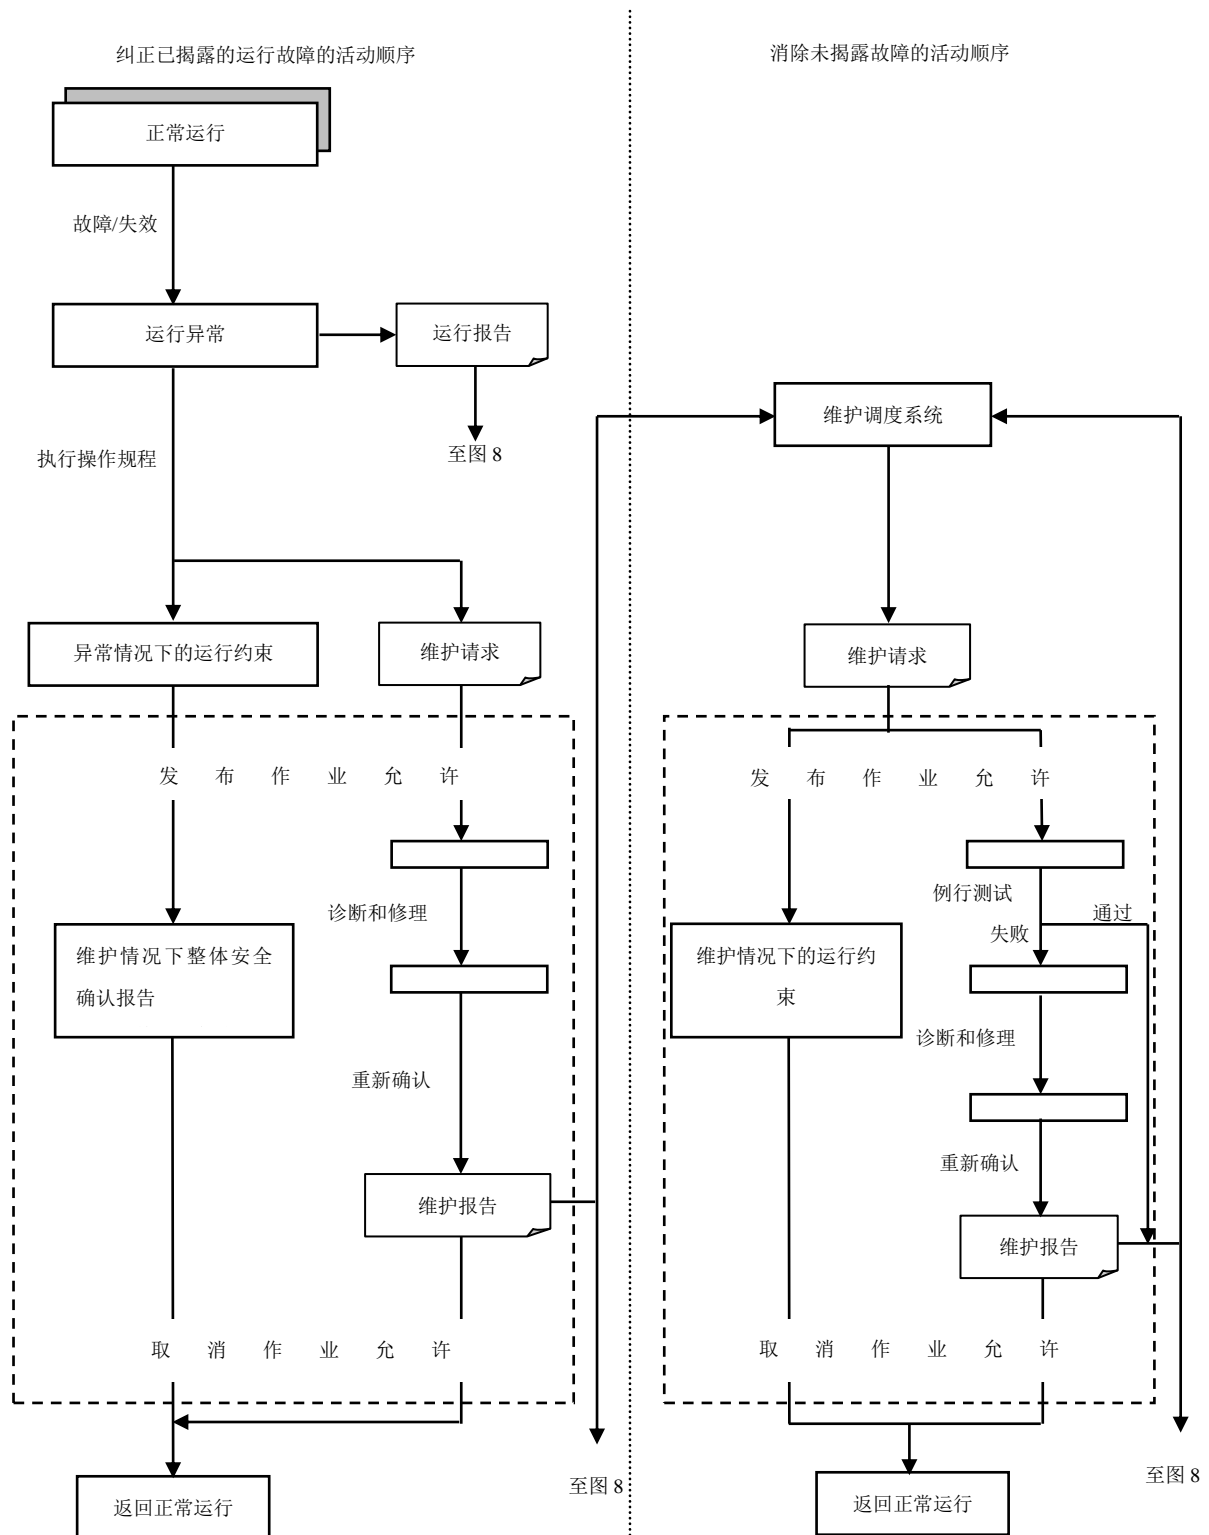 纠正已揭露的运行故障的活动顺序
正常运行
故障/失效
运行异常
运行报告
至图 8
执行操作规程
异常情况下的运行约束
维护请求
发布作业允许
诊断和修理
维护情况下整体安全
确认报告
重新确认
维护报告
取消作业允许
至图 8
返回正常运行
消除未揭露故障的活动顺序
维护调度系统
维护请求
发布作业允许
例行测试
通过
失败
维护情况下的运行约
束
诊断和修理
重新确认
维护报告
取消作业允许
至图 8
返回正常运行